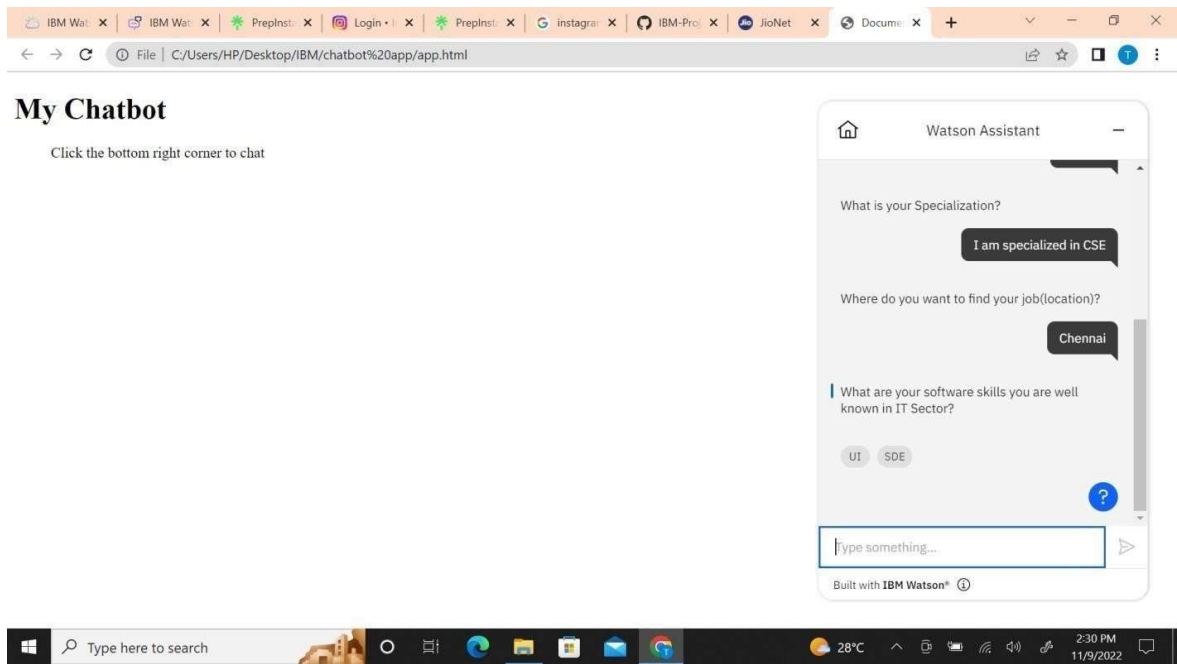 IBM Wat
IBM Wat
PrepInst
Login •
PrepInst
instagra
IBM-Pro
Jio
JioNet
Docume
File | C:/Users/HP/Desktop/IBM/chatbot%20app/app.html
T
My Chatbot
Click the bottom right corner to chat
Watson Assistant
What is your Specialization?
I am specialized in CSE
Where do you want to find your job(location)?
Chennai
What are your software skills you are well
known in IT Sector?
UI SDE
?
Type something...
Built with IBM Watson®
Type here to search
28°C
2:30 PM
11/9/2022